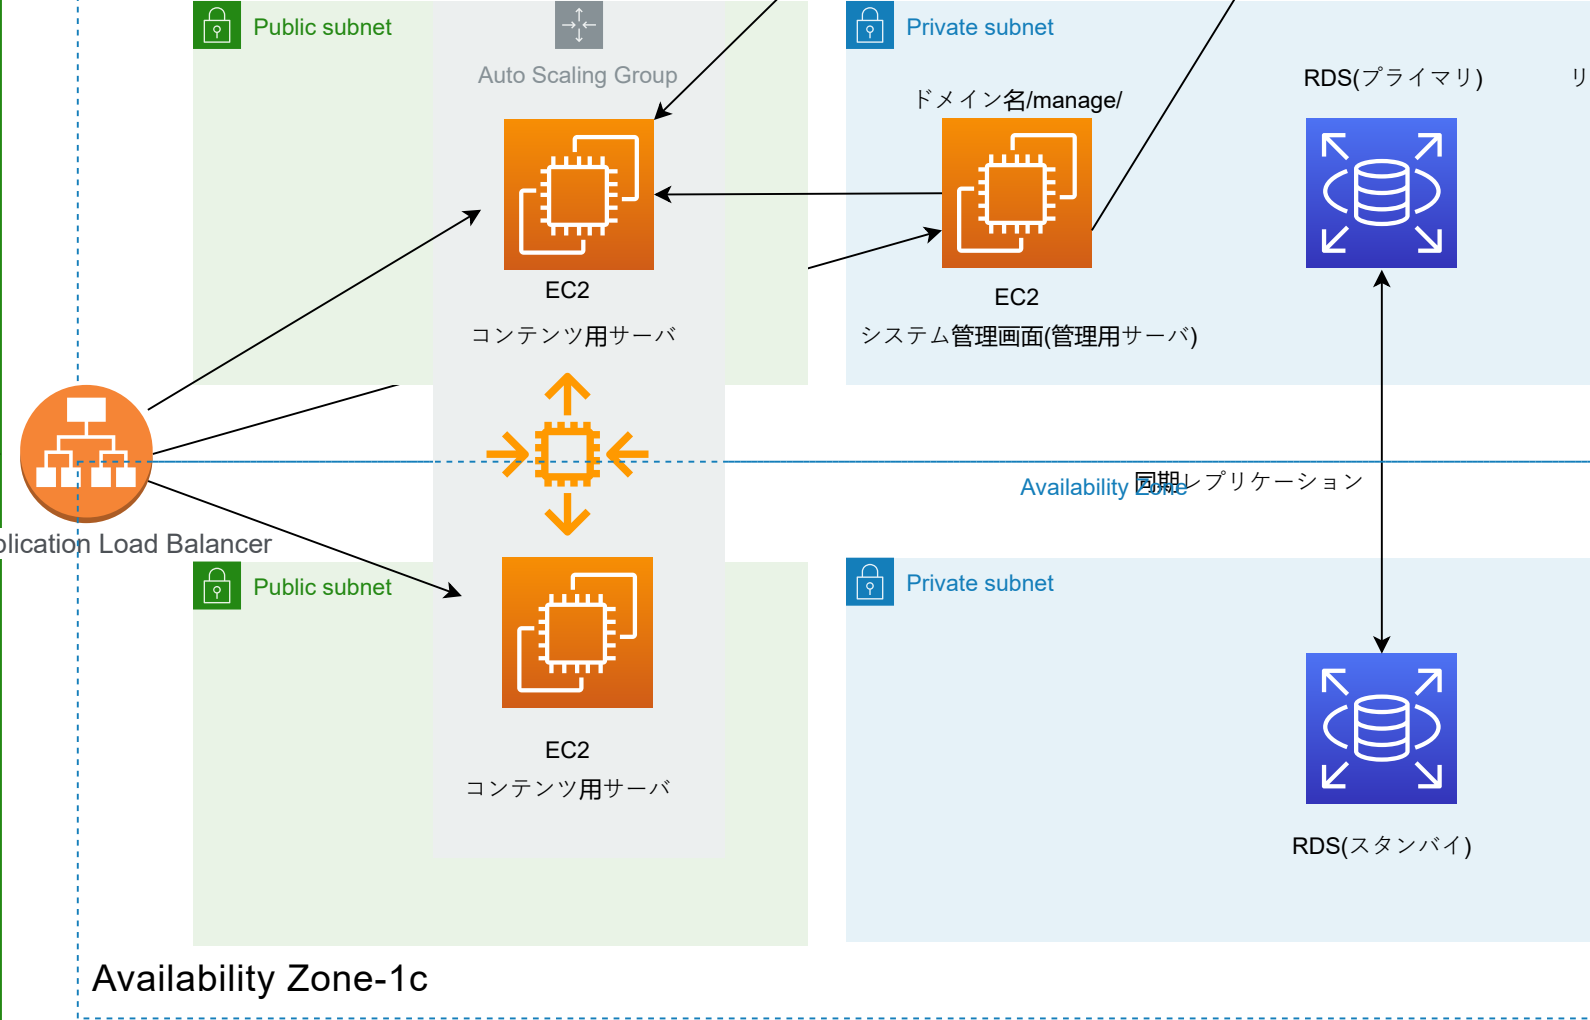 Public subnet
Auto Scaling Group
Private subnet
RDS(プライマリ)
リ
ドメイン名/manage/
EC2
コンテンツ用サーバ
EC2
システム管理画面(管理用サーバ)
同期レプリケーション
Availability Zone
plication Load Balancer
Public subnet
Private subnet
EC2
コンテンツ用サーバ
RDS(スタンバイ)
Availability Zone-1c